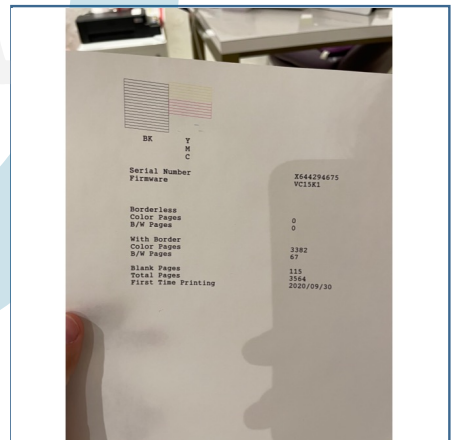 BK
Y
M
C
Serial Number X644294675
Firmware VC15K1
Borderless
Color Pages 0
B/W Pages 0
With Border
Color Pages 3382
B/W Pages 67
Blank Pages 115
Total Pages 3564
First Time Printing 2020/09/30